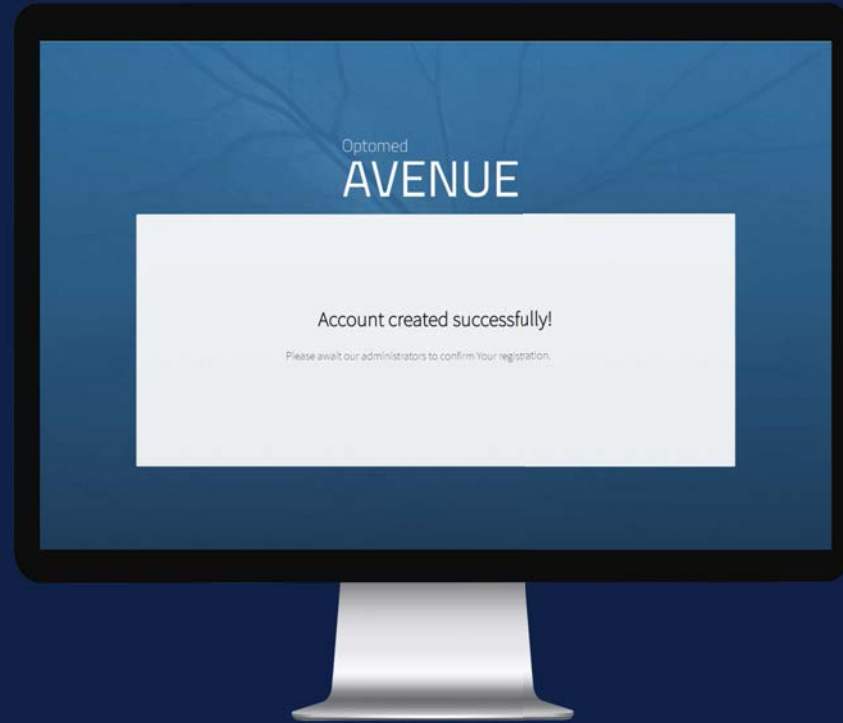 Optomed
AVENUE
Account created successfully!
Please await our administrators to confirm Your registration.